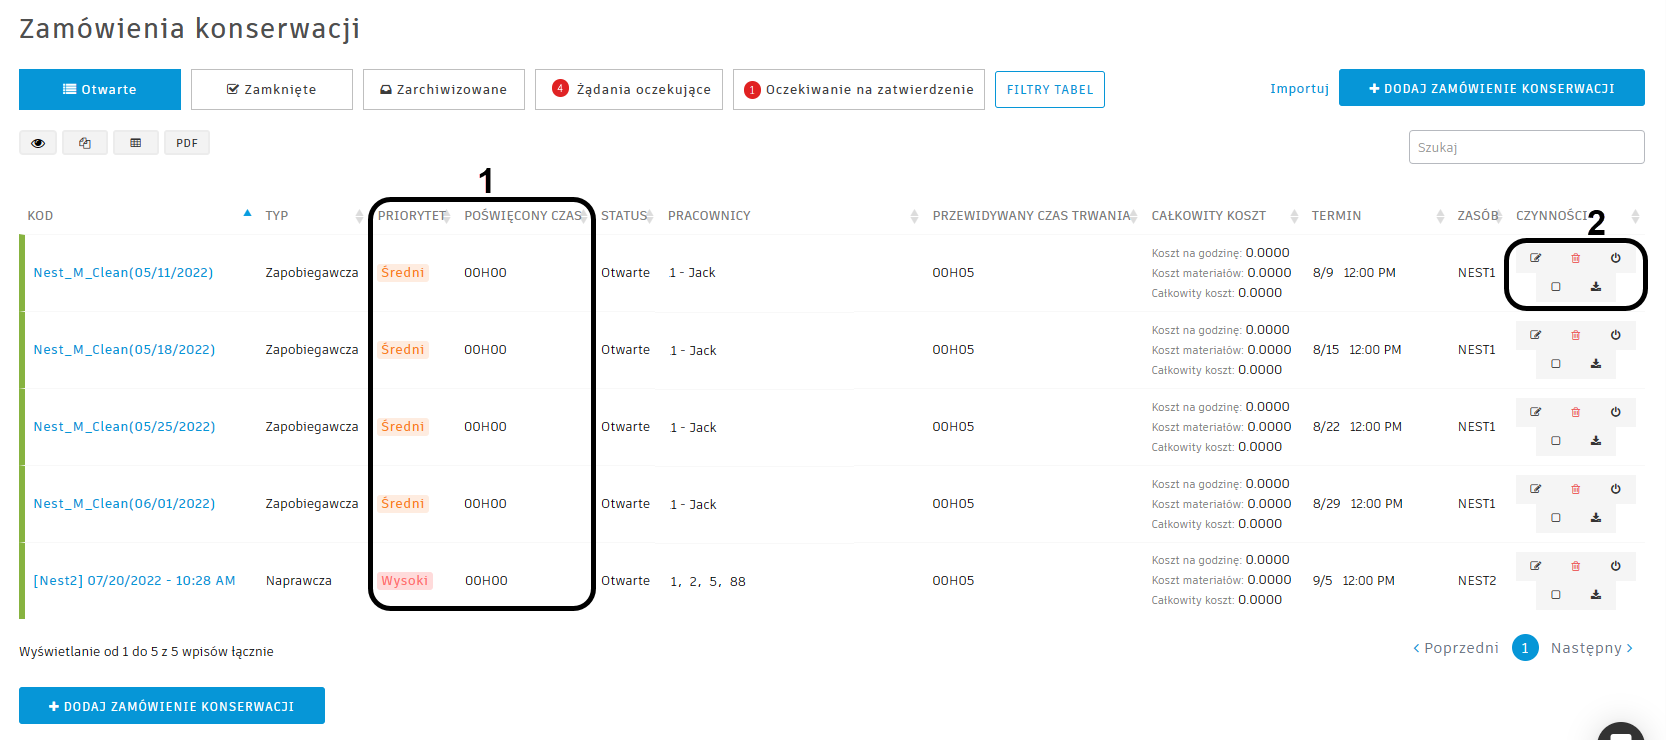 Zamówienia konserwacji
Otwarte
Zamknięte
Zarchiwizowane
4 Żądania oczekujące
1 Oczekiwanie na zatwierdzenie
FILTRY TABEL
Importuj
+ DODAJ ZAMÓWIENIE KONSERWACJI
PDF
Szukaj
1
KOD TYP PRIORYTET POŚWIĘCONY CZAS STATUS PRACOWNICY PRZEWIDYWANY CZAS TRWANIA CAŁKOWITY KOSZT TERMIN ZASÓB CZYNNOŚCI
2
Nest_M_Clean(05/11/2022) Zapobiegawcza Średni 00H00 Otwarte 1 - Jack 00H05
Koszt na godzinę: 0.0000
Koszt materiałów: 0.0000
Całkowity koszt: 0.0000
8/9 12:00 PM NEST1
Nest_M_Clean(05/18/2022) Zapobiegawcza Średni 00H00 Otwarte 1 - Jack 00H05
Koszt na godzinę: 0.0000
Koszt materiałów: 0.0000
Całkowity koszt: 0.0000
8/15 12:00 PM NEST1
Nest_M_Clean(05/25/2022) Zapobiegawcza Średni 00H00 Otwarte 1 - Jack 00H05
Koszt na godzinę: 0.0000
Koszt materiałów: 0.0000
Całkowity koszt: 0.0000
8/22 12:00 PM NEST1
Nest_M_Clean(06/01/2022) Zapobiegawcza Średni 00H00 Otwarte 1 - Jack 00H05
Koszt na godzinę: 0.0000
Koszt materiałów: 0.0000
Całkowity koszt: 0.0000
8/29 12:00 PM NEST1
[Nest2] 07/20/2022 - 10:28 AM Naprawcza Wysoki 00H00 Otwarte 1, 2, 5, 88 00H05
Koszt na godzinę: 0.0000
Koszt materiałów: 0.0000
Całkowity koszt: 0.0000
9/5 12:00 PM NEST2
Wyświetlanie od 1 do 5 z 5 wpisów łącznie
< Poprzedni 1 Następny >
+ DODAJ ZAMÓWIENIE KONSERWACJI